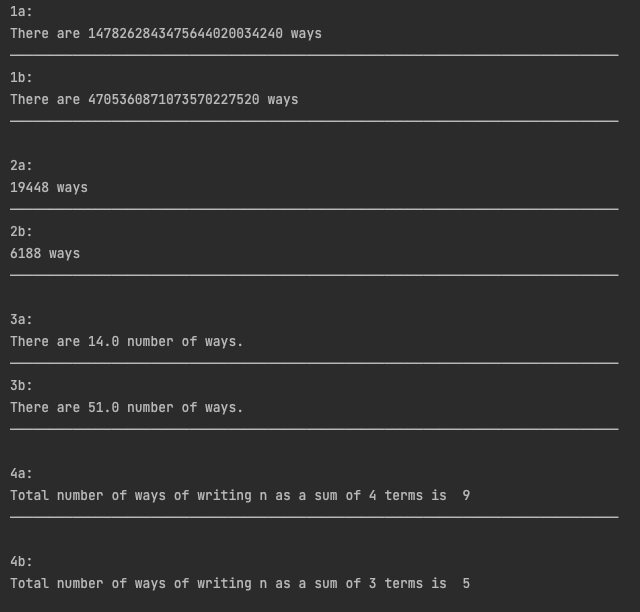 1a:
There are 1478262843475644020034240 ways
1b:
There are 4705360871073570227520 ways
2a:
19448 ways
2b:
6188 ways
3a:
There are 14.0 number of ways.
3b:
There are 51.0 number of ways.
4a:
Total number of ways of writing n as a sum of 4 terms is  9
4b:
Total number of ways of writing n as a sum of 3 terms is  5